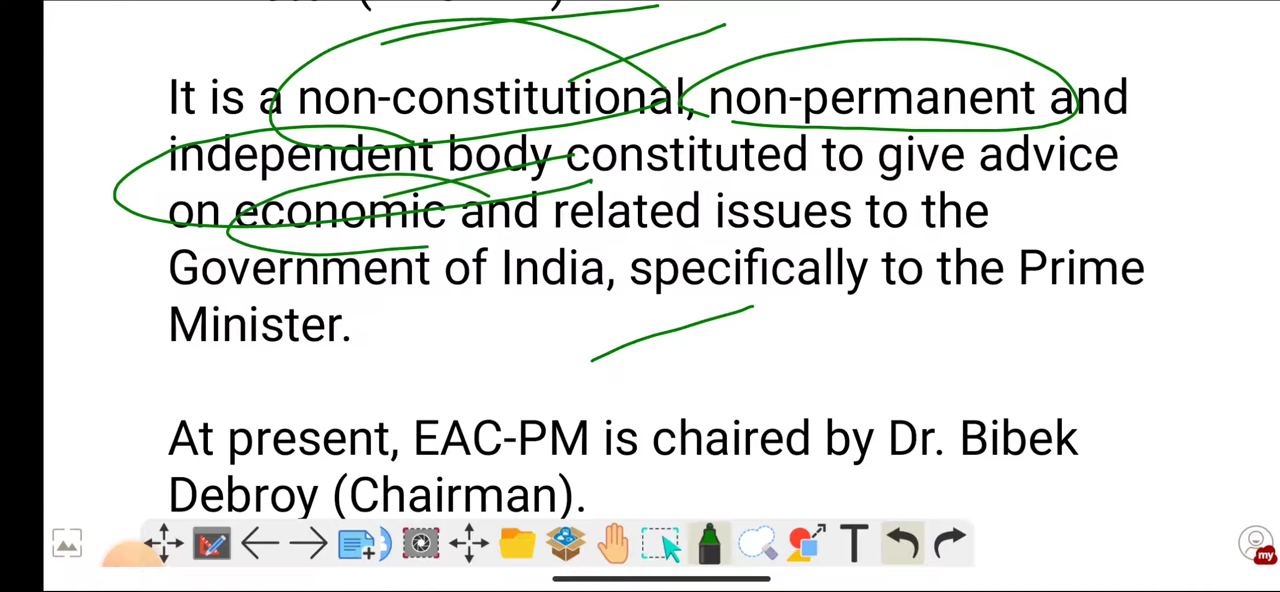 It is a non-constitutional, non-permanent and
independent body constituted to give advice
on economic and related issues to the
Government of India, specifically to the Prime
Minister.
At present, EAC-PM is chaired by Dr. Bibek
Debroy (Chairman).
T
my